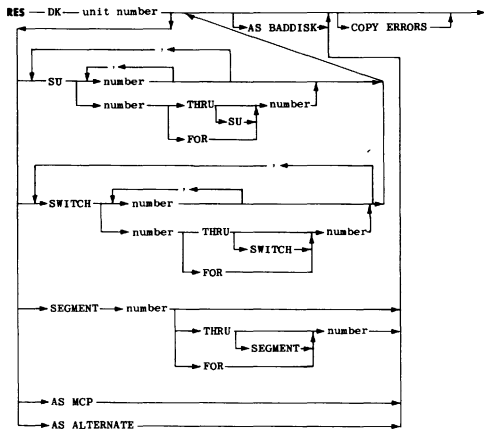 RES DK unit number
AS BADDISK COPY ERRORS
,
,
SU number
number THRU number
SU
FOR
,
,
SWITCH number
number THRU number
SWITCH
FOR
SEGMENT number
THRU number
SEGMENT
FOR
AS MCP
AS ALTERNATE